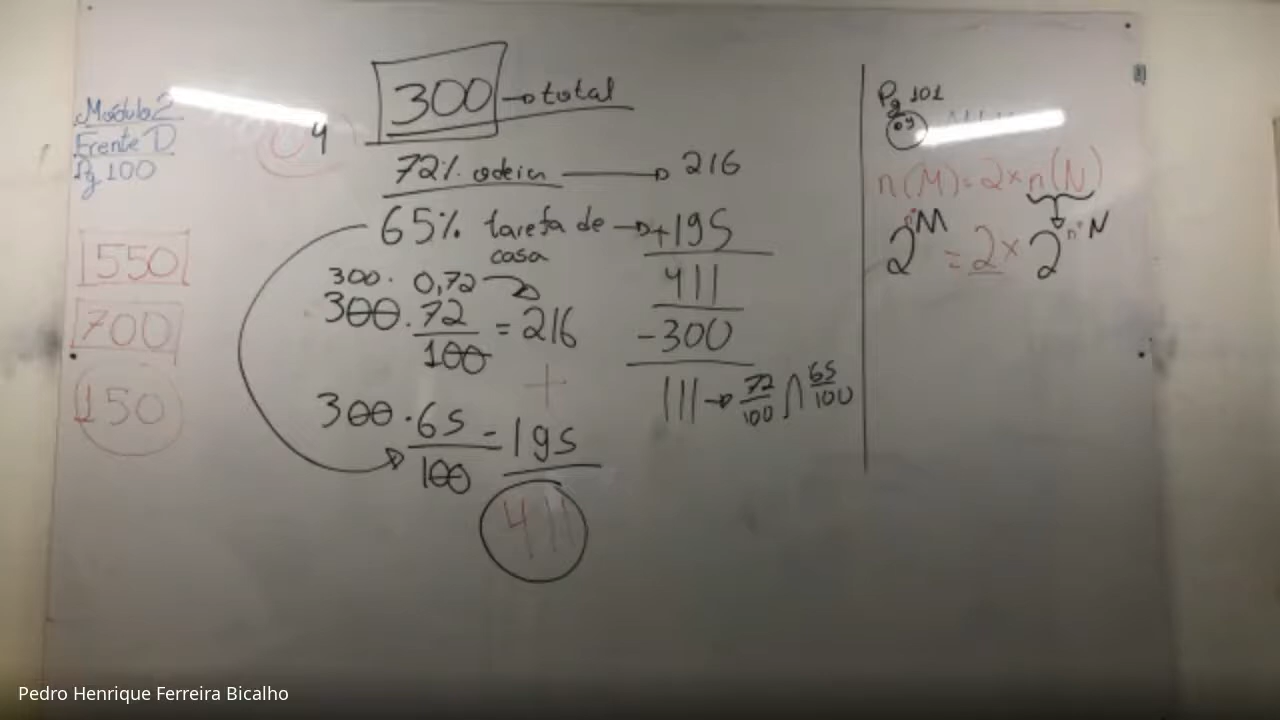 Módulo 2
Frente D
Pg 100
550
700
150
04
300 → total
72% odeia → 216
65% tarefa de casa → +195
300 . 0,72
300 . 72/100 = 216
+
300 . 65/100 = 195
411
411
-300
111 → 72/100 ∩ 65/100
Pg 101
09
n(M) = 2 x n(N)
2^M = 2 x 2^N
Pedro Henrique Ferreira Bicalho